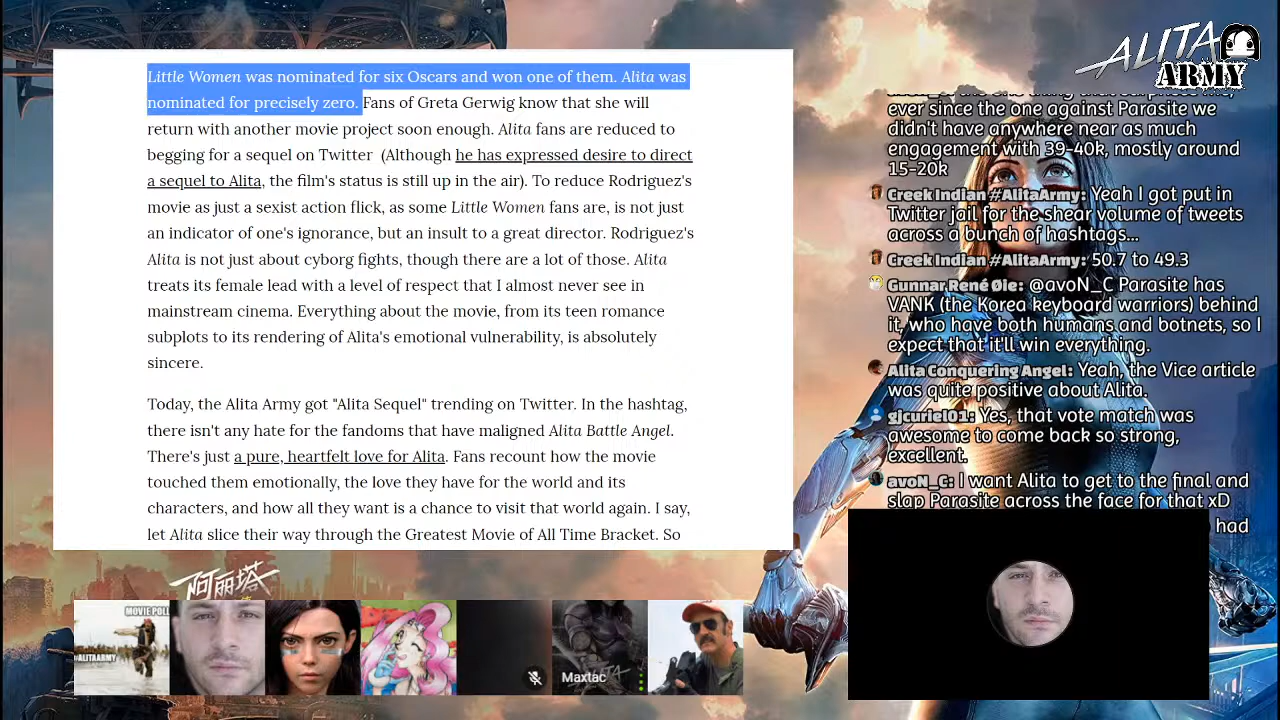 Little Women was nominated for six Oscars and won one of them. Alita was
nominated for precisely zero. Fans of Greta Gerwig know that she will
return with another movie project soon enough. Alita fans are reduced to
begging for a sequel on Twitter (Although he has expressed desire to direct
a sequel to Alita, the film's status is still up in the air). To reduce Rodriguez's
movie as just a sexist action flick, as some Little Women fans are, is not just
an indicator of one's ignorance, but an insult to a great director. Rodriguez's
Alita is not just about cyborg fights, though there are a lot of those. Alita
treats its female lead with a level of respect that I almost never see in
mainstream cinema. Everything about the movie, from its teen romance
subplots to its rendering of Alita's emotional vulnerability, is absolutely
sincere.
Today, the Alita Army got "Alita Sequel" trending on Twitter. In the hashtag,
there isn't any hate for the fandoms that have maligned Alita Battle Angel.
There's just a pure, heartfelt love for Alita. Fans recount how the movie
touched them emotionally, the love they have for the world and its
characters, and how all they want is a chance to visit that world again. I say,
let Alita slice their way through the Greatest Movie of All Time Bracket. So
ALITA
ARMY
ever since the one against Parasite we
didn't have anywhere near as much
engagement with 39-40k, mostly around
15-20k
Creek Indian #AlitaArmy: Yeah I got put in
Twitter jail for the shear volume of tweets
across a bunch of hashtags...
Creek Indian #AlitaArmy: 50.7 to 49.3
Gunnar René Øie: @avoN_C Parasite has
VANK (the Korea keyboard warriors) behind
it, who have both humans and botnets, so I
expect that it'll win everything.
Alita Conquering Angel: Yeah, the Vice article
was quite positive about Alita.
gjcuriel01: Yes, that vote match was
awesome to come back so strong,
excellent.
avoN_C: I want Alita to get to the final and
slap Parasite across the face for that xD
had
阿丽塔
MOVIE POLL
#ALITAARMY
Maxtac
ALITA